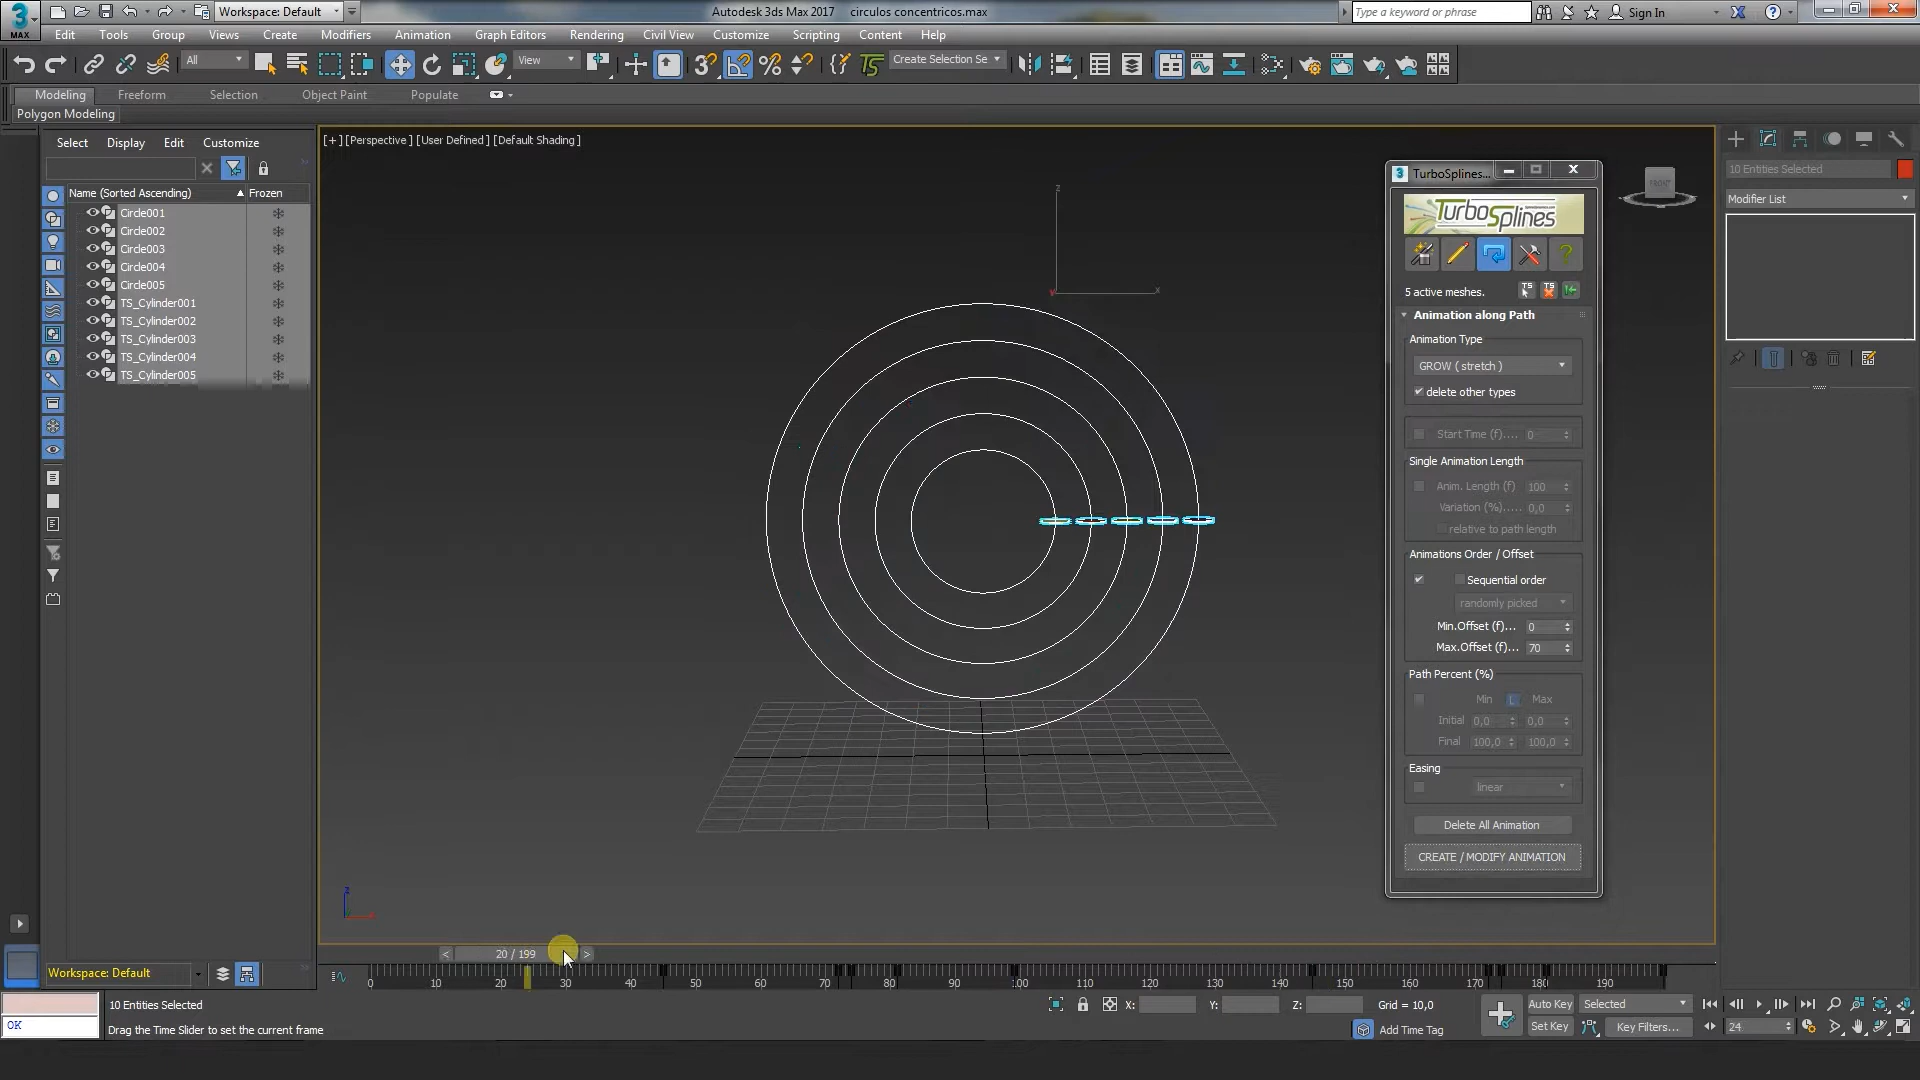 Workspace: Default
Autodesk 3ds Max 2017 circulos concentricos.max
Type a keyword or phrase
Sign In
MAX
Edit Tools Group Views Create Modifiers Animation Graph Editors Rendering Civil View Customize Scripting Content Help
All
View
Create Selection Se
Modeling Freeform Selection Object Paint Populate
Polygon Modeling
Select Display Edit Customize
Name (Sorted Ascending) Frozen
Circle001
Circle002
Circle003
Circle004
Circle005
TS_Cylinder001
TS_Cylinder002
TS_Cylinder003
TS_Cylinder004
TS_Cylinder005
[+] [Perspective ] [User Defined ] [Default Shading ]
z
x
FRONT
TurboSplines...
TurboSplines
5 active meshes.
TS
TS
Animation along Path
Animation Type
GROW ( stretch )
delete other types
Start Time (f).... 0
Single Animation Length
Anim. Length (f) 100
Variation (%)..... 0,0
relative to path length
Animations Order / Offset
Sequential order
randomly picked
Min.Offset (f)... 0
Max.Offset (f)... 70
Path Percent (%)
Min L Max
Initial 0,0 0,0
Final 100,0 100,0
Easing
linear
Delete All Animation
CREATE / MODIFY ANIMATION
10 Entities Selected
Modifier List
< 20 / 199 >
0 10 20 30 40 50 60 70 80 90 100 110 120 130 140 150 160 170 180 190
Workspace: Default
OK
10 Entities Selected
Drag the Time Slider to set the current frame
X: Y: Z: Grid = 10,0
Add Time Tag
Auto Key Selected
Set Key Key Filters...
24